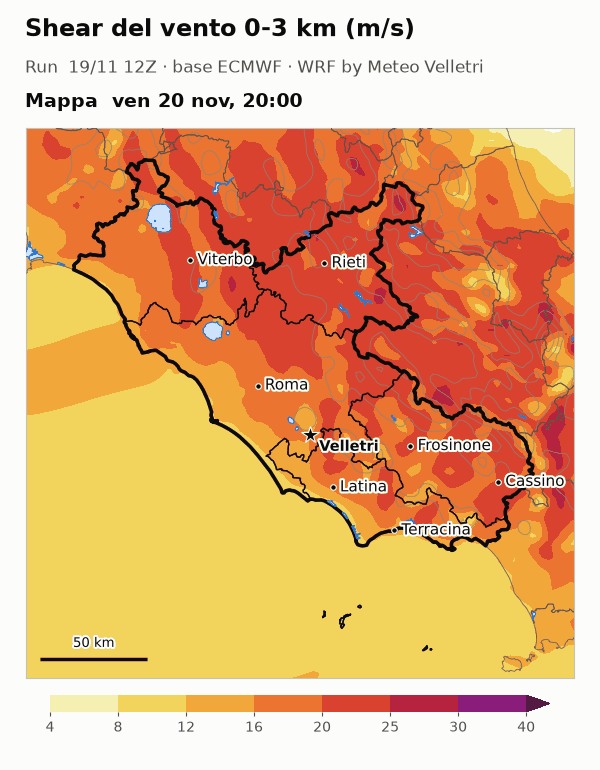 Shear del vento 0-3 km (m/s)
Run  19/11 12Z · base ECMWF · WRF by Meteo Velletri
Mappa  ven 20 nov, 20:00
Viterbo
Rieti
Roma
Velletri
Frosinone
Latina
Cassino
Terracina
50 km
4 8 12 16 20 25 30 40